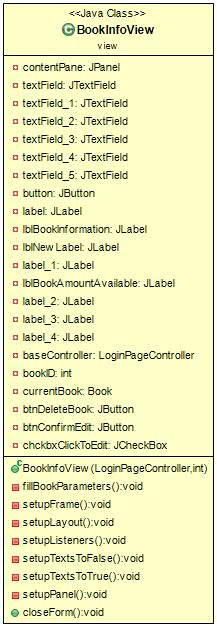 <<Java Class>>
C BookInfoView
view
contentPane: JPanel
textField: JTextField
textField_1: JTextField
textField_2: JTextField
textField_3: JTextField
textField_4: JTextField
textField_5: JTextField
button: JButton
label: JLabel
lblBookInformation: JLabel
lblNewLabel: JLabel
label_1: JLabel
lblBookAmountAvailable: JLabel
label_2: JLabel
label_3: JLabel
label_4: JLabel
baseController: LoginPageController
bookID: int
currentBook: Book
btnDeleteBook: JButton
btnConfirmEdit: JButton
chckbxClickToEdit: JCheckBox
C BookInfoView(LoginPageController,int)
fillBookParameters():void
setupFrame():void
setupLayout():void
setupListeners():void
setupTextsToFalse():void
setupTextsToTrue():void
setupPanel():void
closeForm():void